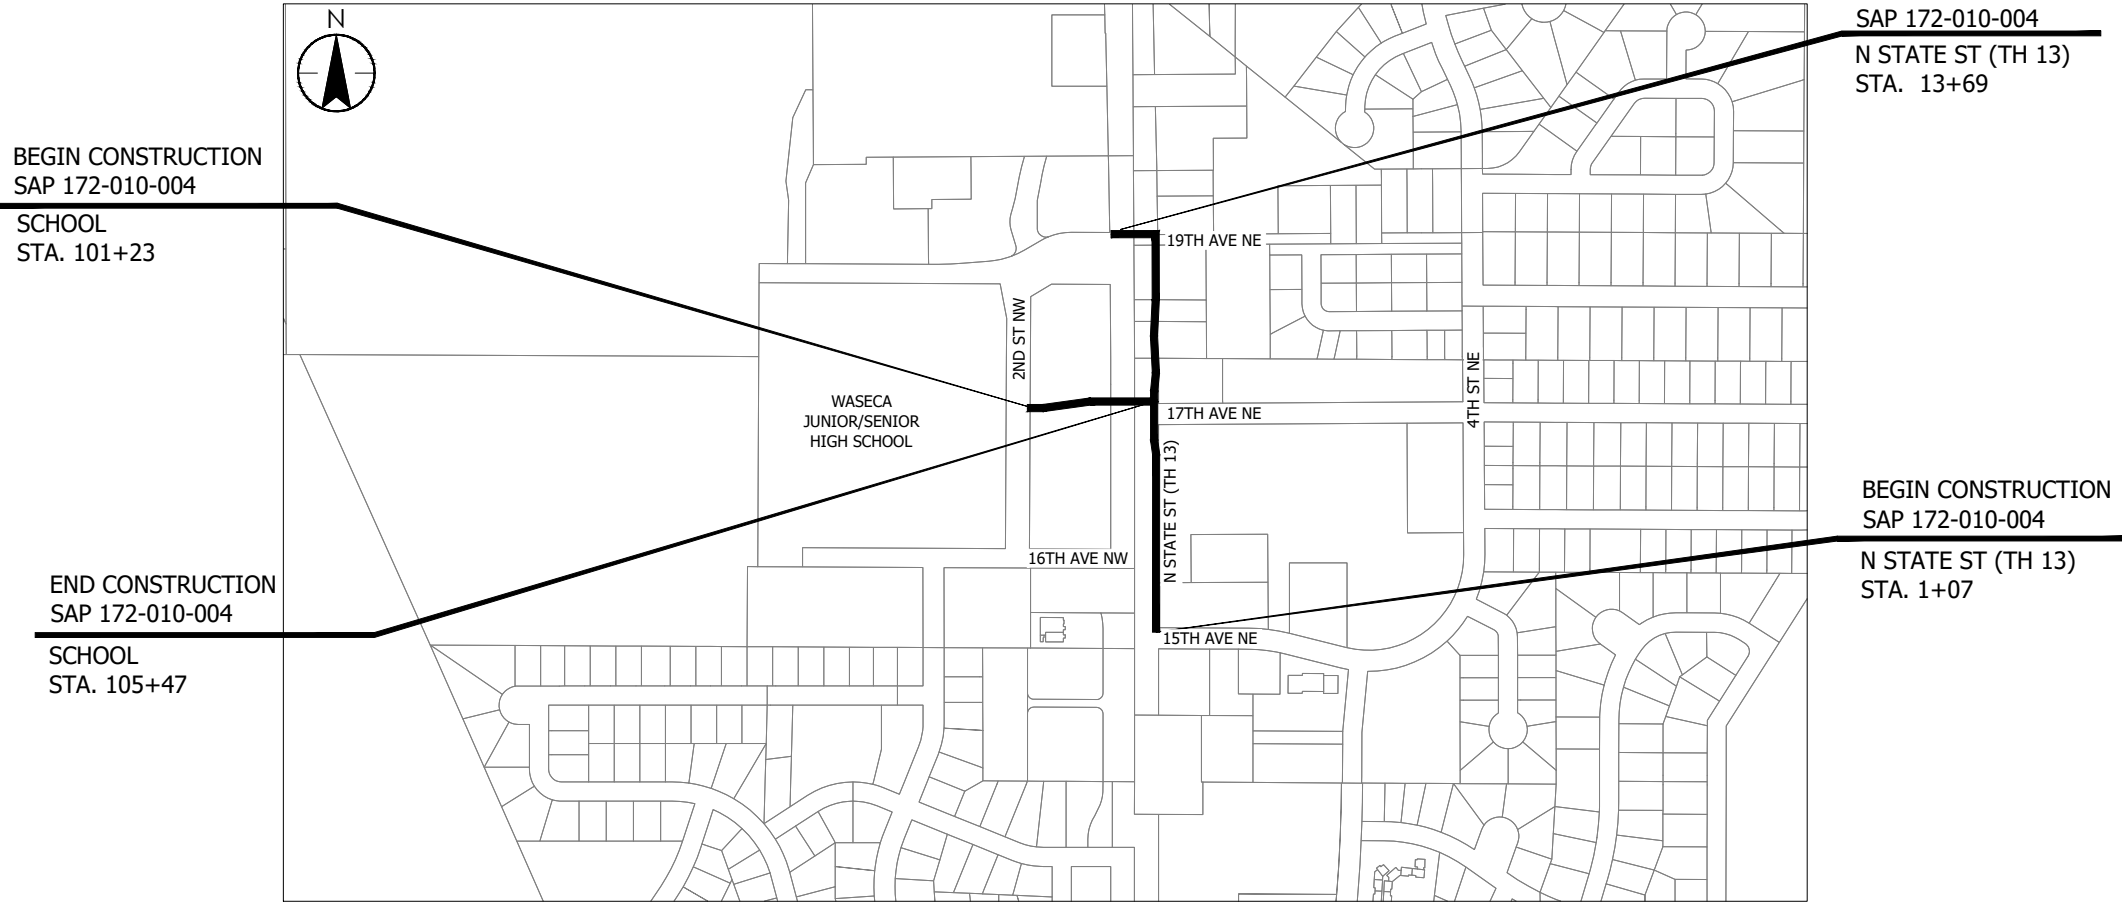 N
SAP 172-010-004
N STATE ST (TH 13)
STA. 13+69
BEGIN CONSTRUCTION
SAP 172-010-004
SCHOOL
STA. 101+23
19TH AVE NE
2ND ST NW
4TH ST NE
WASECA
JUNIOR/SENIOR
HIGH SCHOOL
17TH AVE NE
N STATE ST (TH 13)
BEGIN CONSTRUCTION
SAP 172-010-004
N STATE ST (TH 13)
STA. 1+07
16TH AVE NW
END CONSTRUCTION
SAP 172-010-004
SCHOOL
STA. 105+47
15TH AVE NE